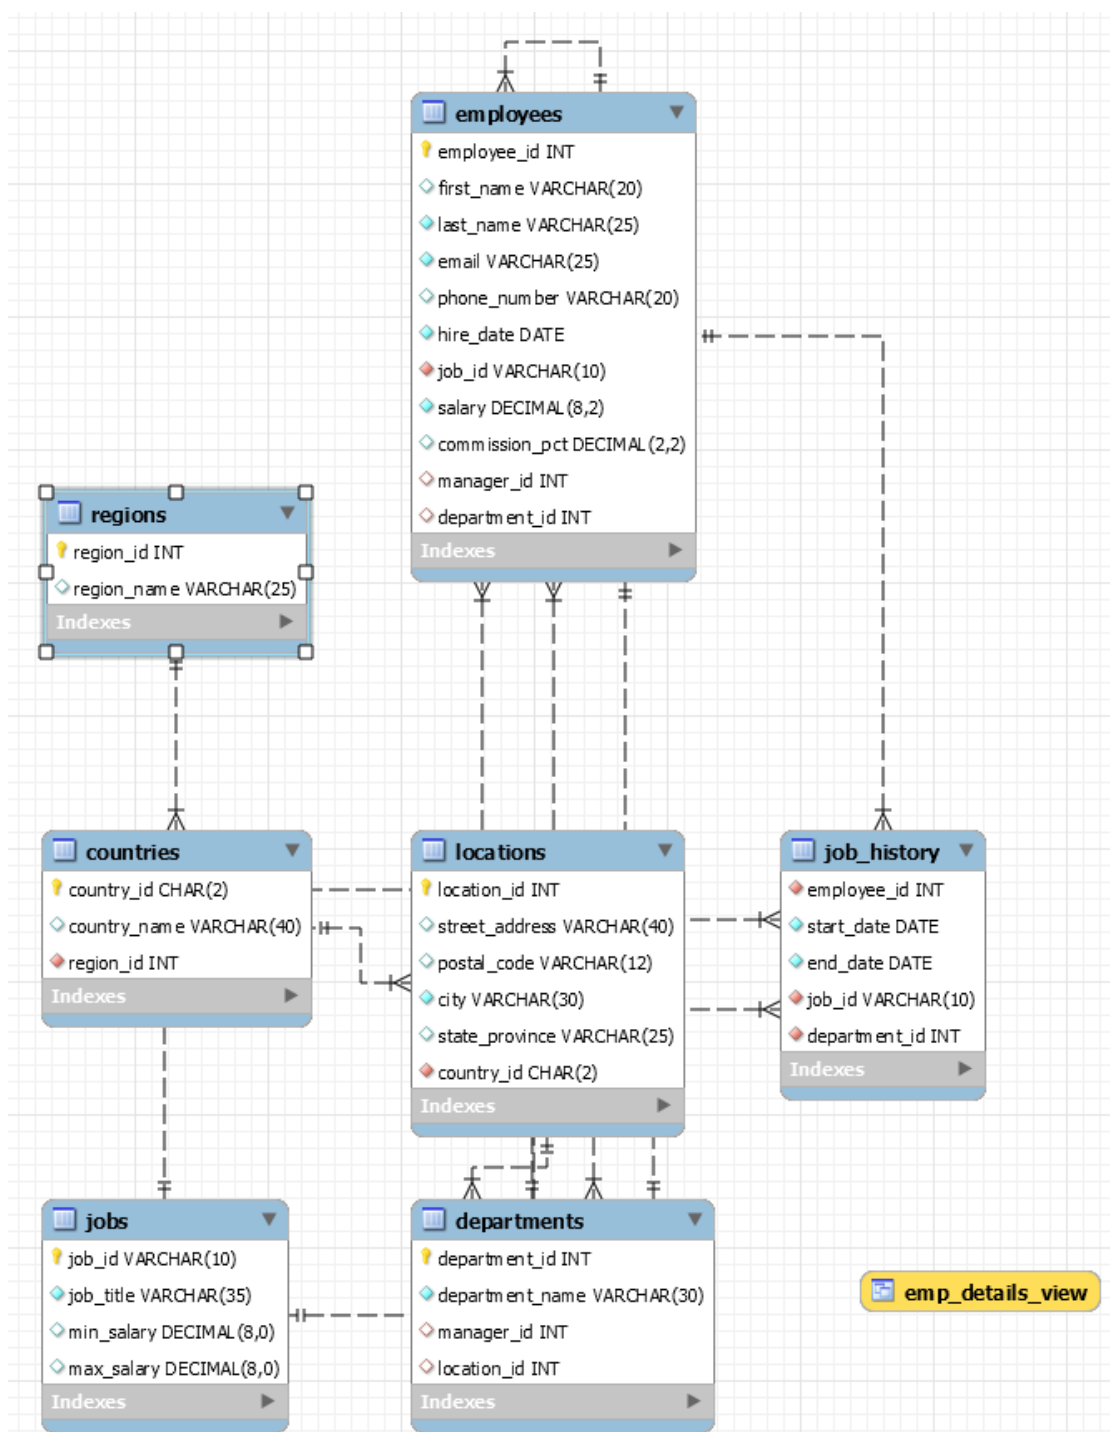 employees
employee_id INT
first_name VARCHAR(20)
last_name VARCHAR(25)
email VARCHAR(25)
phone_number VARCHAR(20)
hire_date DATE
job_id VARCHAR(10)
salary DECIMAL(8,2)
commission_pct DECIMAL(2,2)
manager_id INT
department_id INT
Indexes
regions
region_id INT
region_name VARCHAR(25)
Indexes
countries
country_id CHAR(2)
country_name VARCHAR(40)
region_id INT
Indexes
locations
location_id INT
street_address VARCHAR(40)
postal_code VARCHAR(12)
city VARCHAR(30)
state_province VARCHAR(25)
country_id CHAR(2)
Indexes
job_history
employee_id INT
start_date DATE
end_date DATE
job_id VARCHAR(10)
department_id INT
Indexes
jobs
job_id VARCHAR(10)
job_title VARCHAR(35)
min_salary DECIMAL(8,0)
max_salary DECIMAL(8,0)
Indexes
departments
department_id INT
department_name VARCHAR(30)
manager_id INT
location_id INT
Indexes
emp_details_view